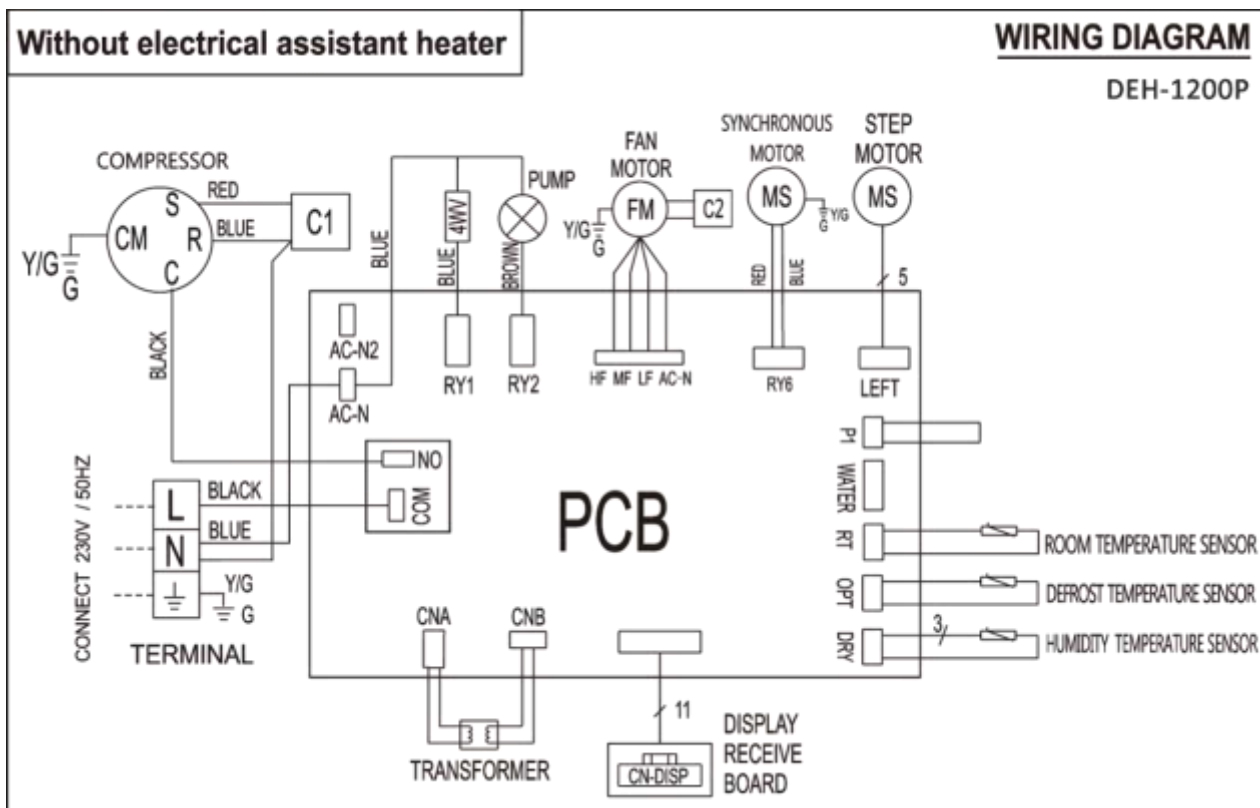 Without electrical assistant heater
WIRING DIAGRAM
DEH-1200P
COMPRESSOR
S
RED
CM
R
BLUE
C
C1
Y/G
G
BLACK
BLUE
4WV
BLUE
PUMP
BROWN
FAN
MOTOR
FM
C2
Y/G
G
SYNCHRONOUS
MOTOR
MS
Y/G
G
RED
BLUE
STEP
MOTOR
MS
5
AC-N2
AC-N
RY1
RY2
HF MF LF AC-N
RY6
LEFT
P1
WATER
RT
ROOM TEMPERATURE SENSOR
OPT
DEFROST TEMPERATURE SENSOR
DRY
3
HUMIDITY TEMPERATURE SENSOR
NO
COM
PCB
CONNECT 230V / 50HZ
L
BLACK
N
BLUE
Y/G
G
TERMINAL
CNA
CNB
TRANSFORMER
11
DISPLAY
RECEIVE
BOARD
CN-DISP